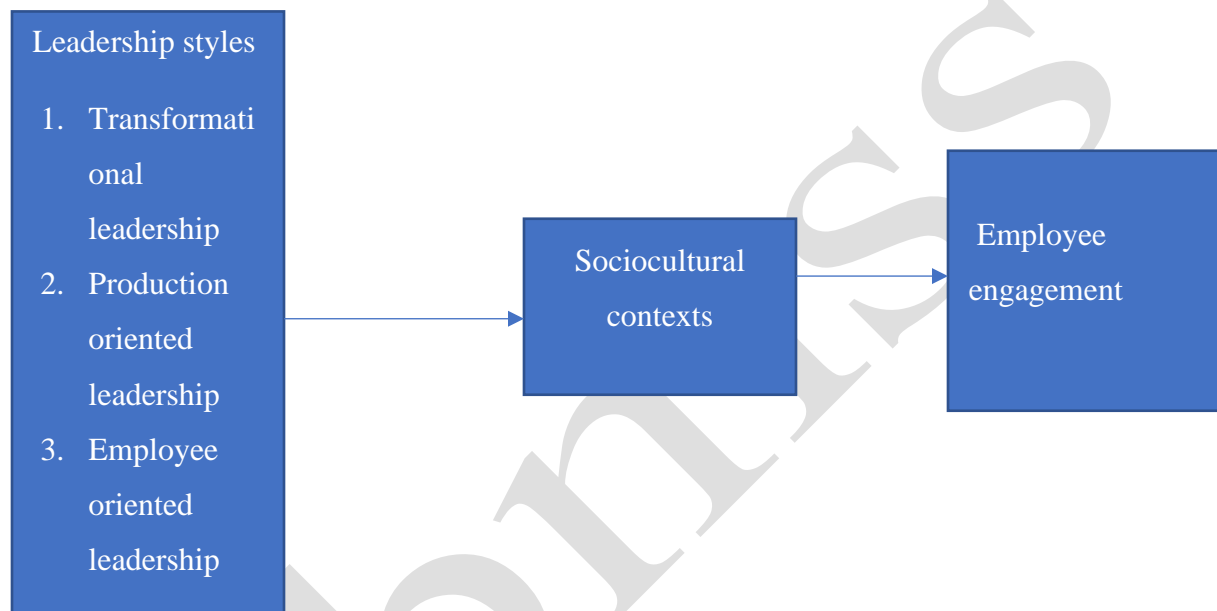 Leadership styles
1. Transformati
onal
leadership
2. Production
oriented
leadership
3. Employee
oriented
leadership
Sociocultural
contexts
Employee
engagement